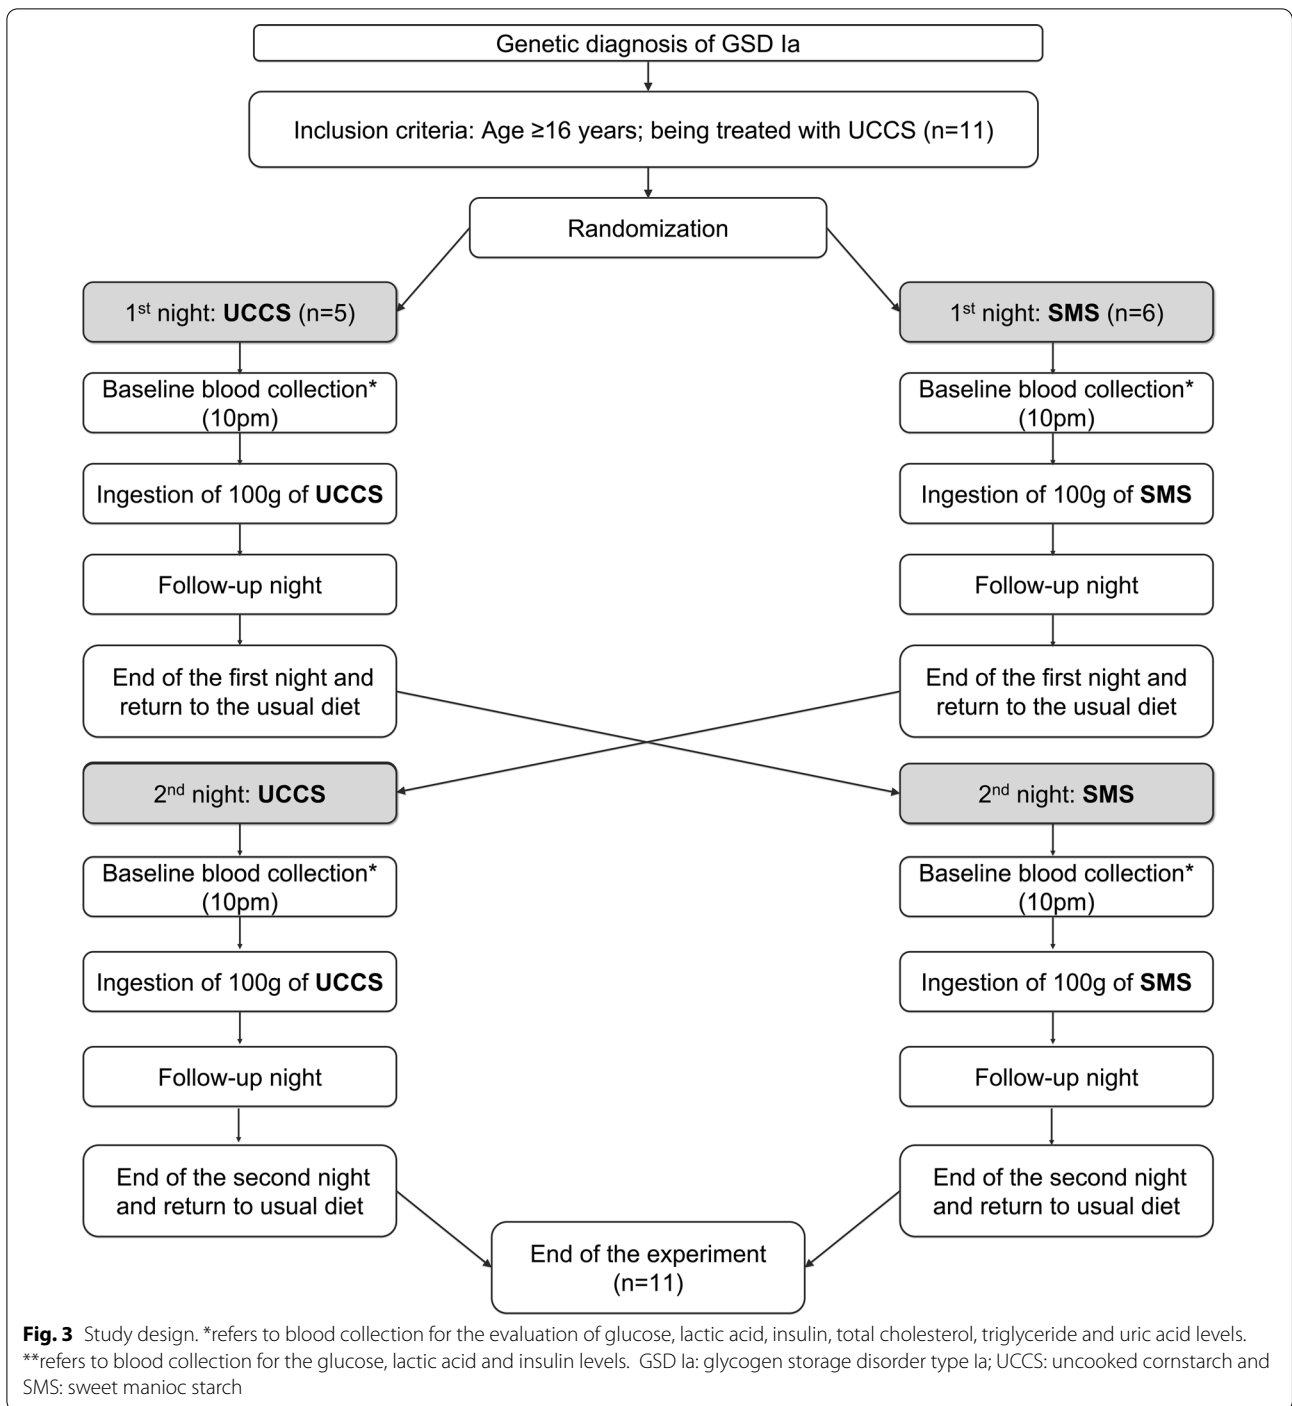 Genetic diagnosis of GSD Ia
Inclusion criteria: Age ≥16 years; being treated with UCCS (n=11)
Randomization
1st night: UCCS (n=5)
1st night: SMS (n=6)
Baseline blood collection*
(10pm)
Baseline blood collection*
(10pm)
Ingestion of 100g of UCCS
Ingestion of 100g of SMS
Follow-up night
Follow-up night
End of the first night and
return to the usual diet
End of the first night and
return to the usual diet
2nd night: UCCS
2nd night: SMS
Baseline blood collection*
(10pm)
Baseline blood collection*
(10pm)
Ingestion of 100g of UCCS
Ingestion of 100g of SMS
Follow-up night
Follow-up night
End of the second night
and return to usual diet
End of the second night
and return to usual diet
End of the experiment
(n=11)
Fig. 3 Study design. *refers to blood collection for the evaluation of glucose, lactic acid, insulin, total cholesterol, triglyceride and uric acid levels.
**refers to blood collection for the glucose, lactic acid and insulin levels. GSD Ia: glycogen storage disorder type Ia; UCCS: uncooked cornstarch and
SMS: sweet manioc starch